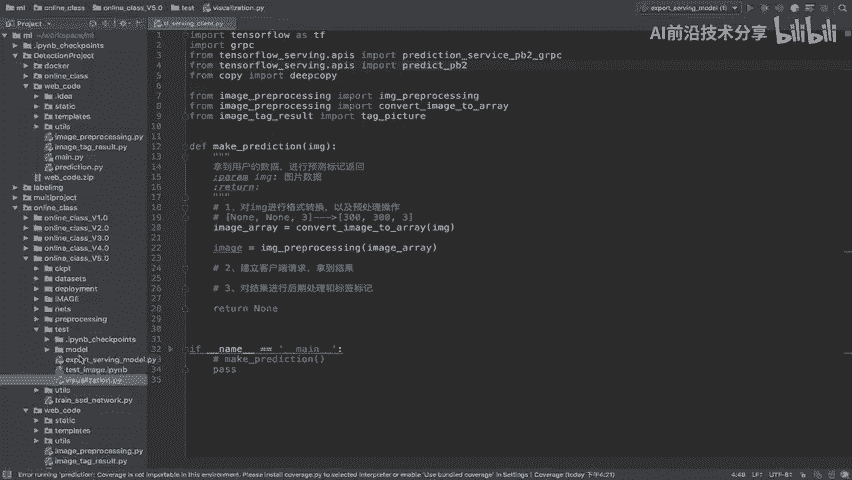 ml
online_class
online_class_V5.0
test
visualization.py
export_serving_model (1)
AI前沿技术分享 bilibili
Project
tf_serving_client.py
ml
.ipynb_checkpoints
DetectionProject
docker
online_class
web_code
.idea
static
templates
utils
image_preprocessing.py
image_tag_result.py
main.py
prediction.py
web_code.zip
labelimg
multiproject
online_class
online_class_V1.0
online_class_V2.0
online_class_V3.0
online_class_V4.0
online_class_V5.0
ckpt
datasets
deployment
IMAGE
nets
preprocessing
test
.ipynb_checkpoints
model
export_serving_model.py
test_image.ipynb
visualization.py
utils
train_ssd_network.py
web_code
static
templates
utils
image_preprocessing.py
image_tag_result.py
1 import tensorflow as tf
2 import grpc
3 from tensorflow_serving.apis import prediction_service_pb2_grpc
4 from tensorflow_serving.apis import predict_pb2
5 from copy import deepcopy
6
7 from image_preprocessing import img_preprocessing
8 from image_preprocessing import convert_image_to_array
9 from image_tag_result import tag_picture
10
11
12 def make_prediction(img):
13 """
14 拿到用户的数据，进行预测标记返回
15 :param img: 图片数据
16 :return:
17 """
18 # 1、对img进行格式转换，以及预处理操作
19 # [None, None, 3]--->[300, 300, 3]
20 image_array = convert_image_to_array(img)
21
22 image = img_preprocessing(image_array)
23
24 # 2、建立客户端请求，拿到结果
25
26 # 3、对结果进行后期处理和标签标记
27
28 return None
29
30
31
32 if __name__ == '__main__':
33 # make_prediction()
34 pass
35
Error running 'prediction': Coverage is not importable in this environment. Please install coverage.py to selected interpreter or enable 'Use bundled coverage' in Settings | Coverage (today 下午4:21)
4:48 LF÷ UTF-8÷